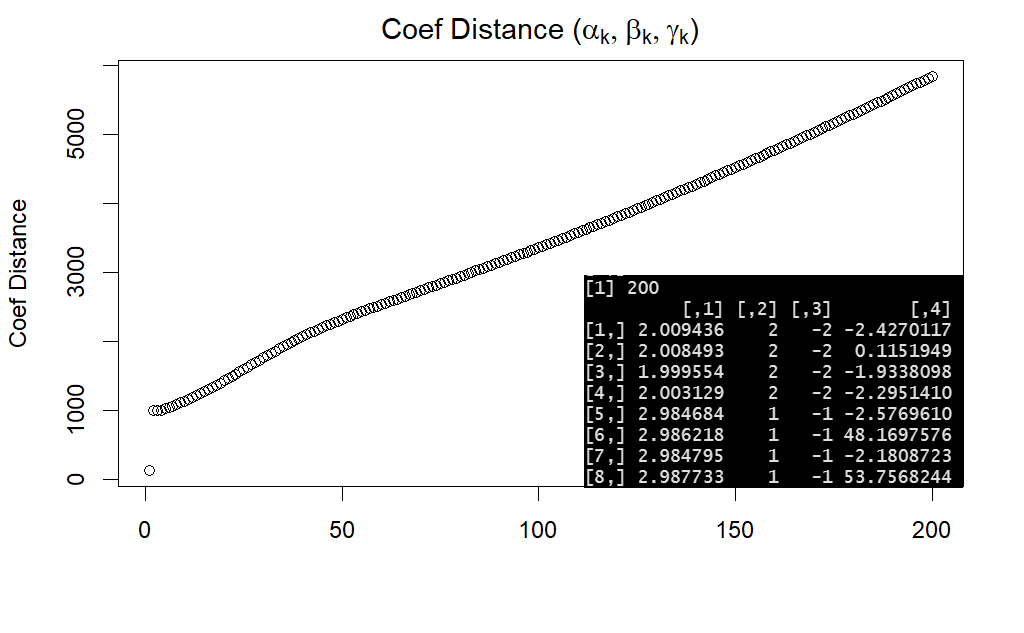 Coef Distance (αk, βk, γk)
Coef Distance
5000
3000
1000
0
[1] 200
[,1] [,2] [,3] [,4]
[1,] 2.009436 2 -2 -2.4270117
[2,] 2.008493 2 -2 0.1151949
[3,] 1.999554 2 -2 -1.9338098
[4,] 2.003129 2 -2 -2.2951410
[5,] 2.984684 1 -1 -2.5769610
[6,] 2.986218 1 -1 48.1697576
[7,] 2.984795 1 -1 -2.1808723
[8,] 2.987733 1 -1 53.7568244
0 50 100 150 200